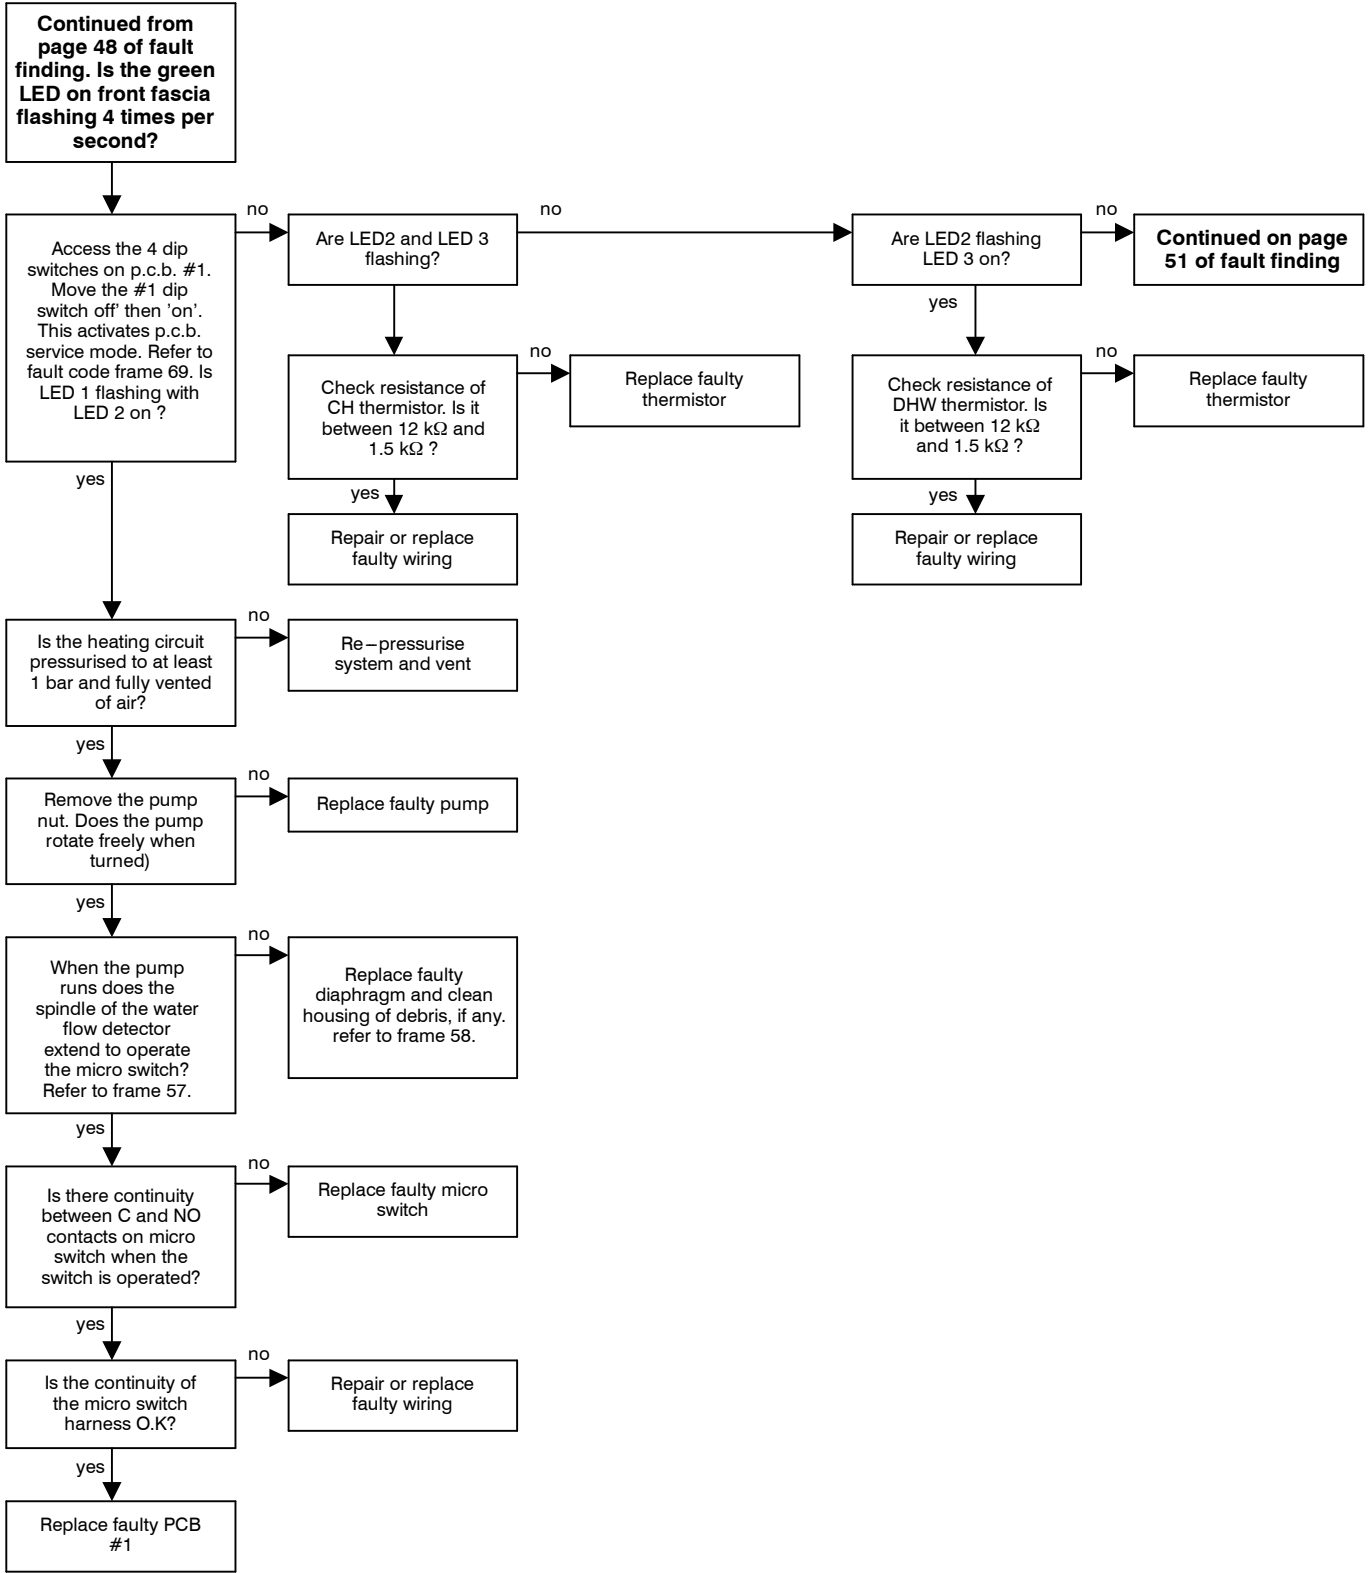 Continued from
page 48 of fault
finding. Is the green
LED on front fascia
flashing 4 times per
second?
Access the 4 dip
switches on p.c.b. #1.
Move the #1 dip
switch off’ then ’on’.
This activates p.c.b.
service mode. Refer to
fault code frame 69. Is
LED 1 flashing with
LED 2 on ?
no
Are LED2 and LED 3
flashing?
no
Are LED2 flashing
LED 3 on?
no
Continued on page
51 of fault finding
yes
Check resistance of
CH thermistor. Is it
between 12 kΩ and
1.5 kΩ ?
no
Replace faulty
thermistor
Check resistance of
DHW thermistor. Is
it between 12 kΩ
and 1.5 kΩ ?
no
Replace faulty
thermistor
yes
yes
yes
Repair or replace
faulty wiring
Repair or replace
faulty wiring
Is the heating circuit
pressurised to at least
1 bar and fully vented
of air?
no
Re−pressurise
system and vent
yes
Remove the pump
nut. Does the pump
rotate freely when
turned)
no
Replace faulty pump
yes
When the pump
runs does the
spindle of the water
flow detector
extend to operate
the micro switch?
Refer to frame 57.
no
Replace faulty
diaphragm and clean
housing of debris, if any.
refer to frame 58.
yes
Is there continuity
between C and NO
contacts on micro
switch when the
switch is operated?
no
Replace faulty micro
switch
yes
Is the continuity of
the micro switch
harness O.K?
no
Repair or replace
faulty wiring
yes
Replace faulty PCB
#1